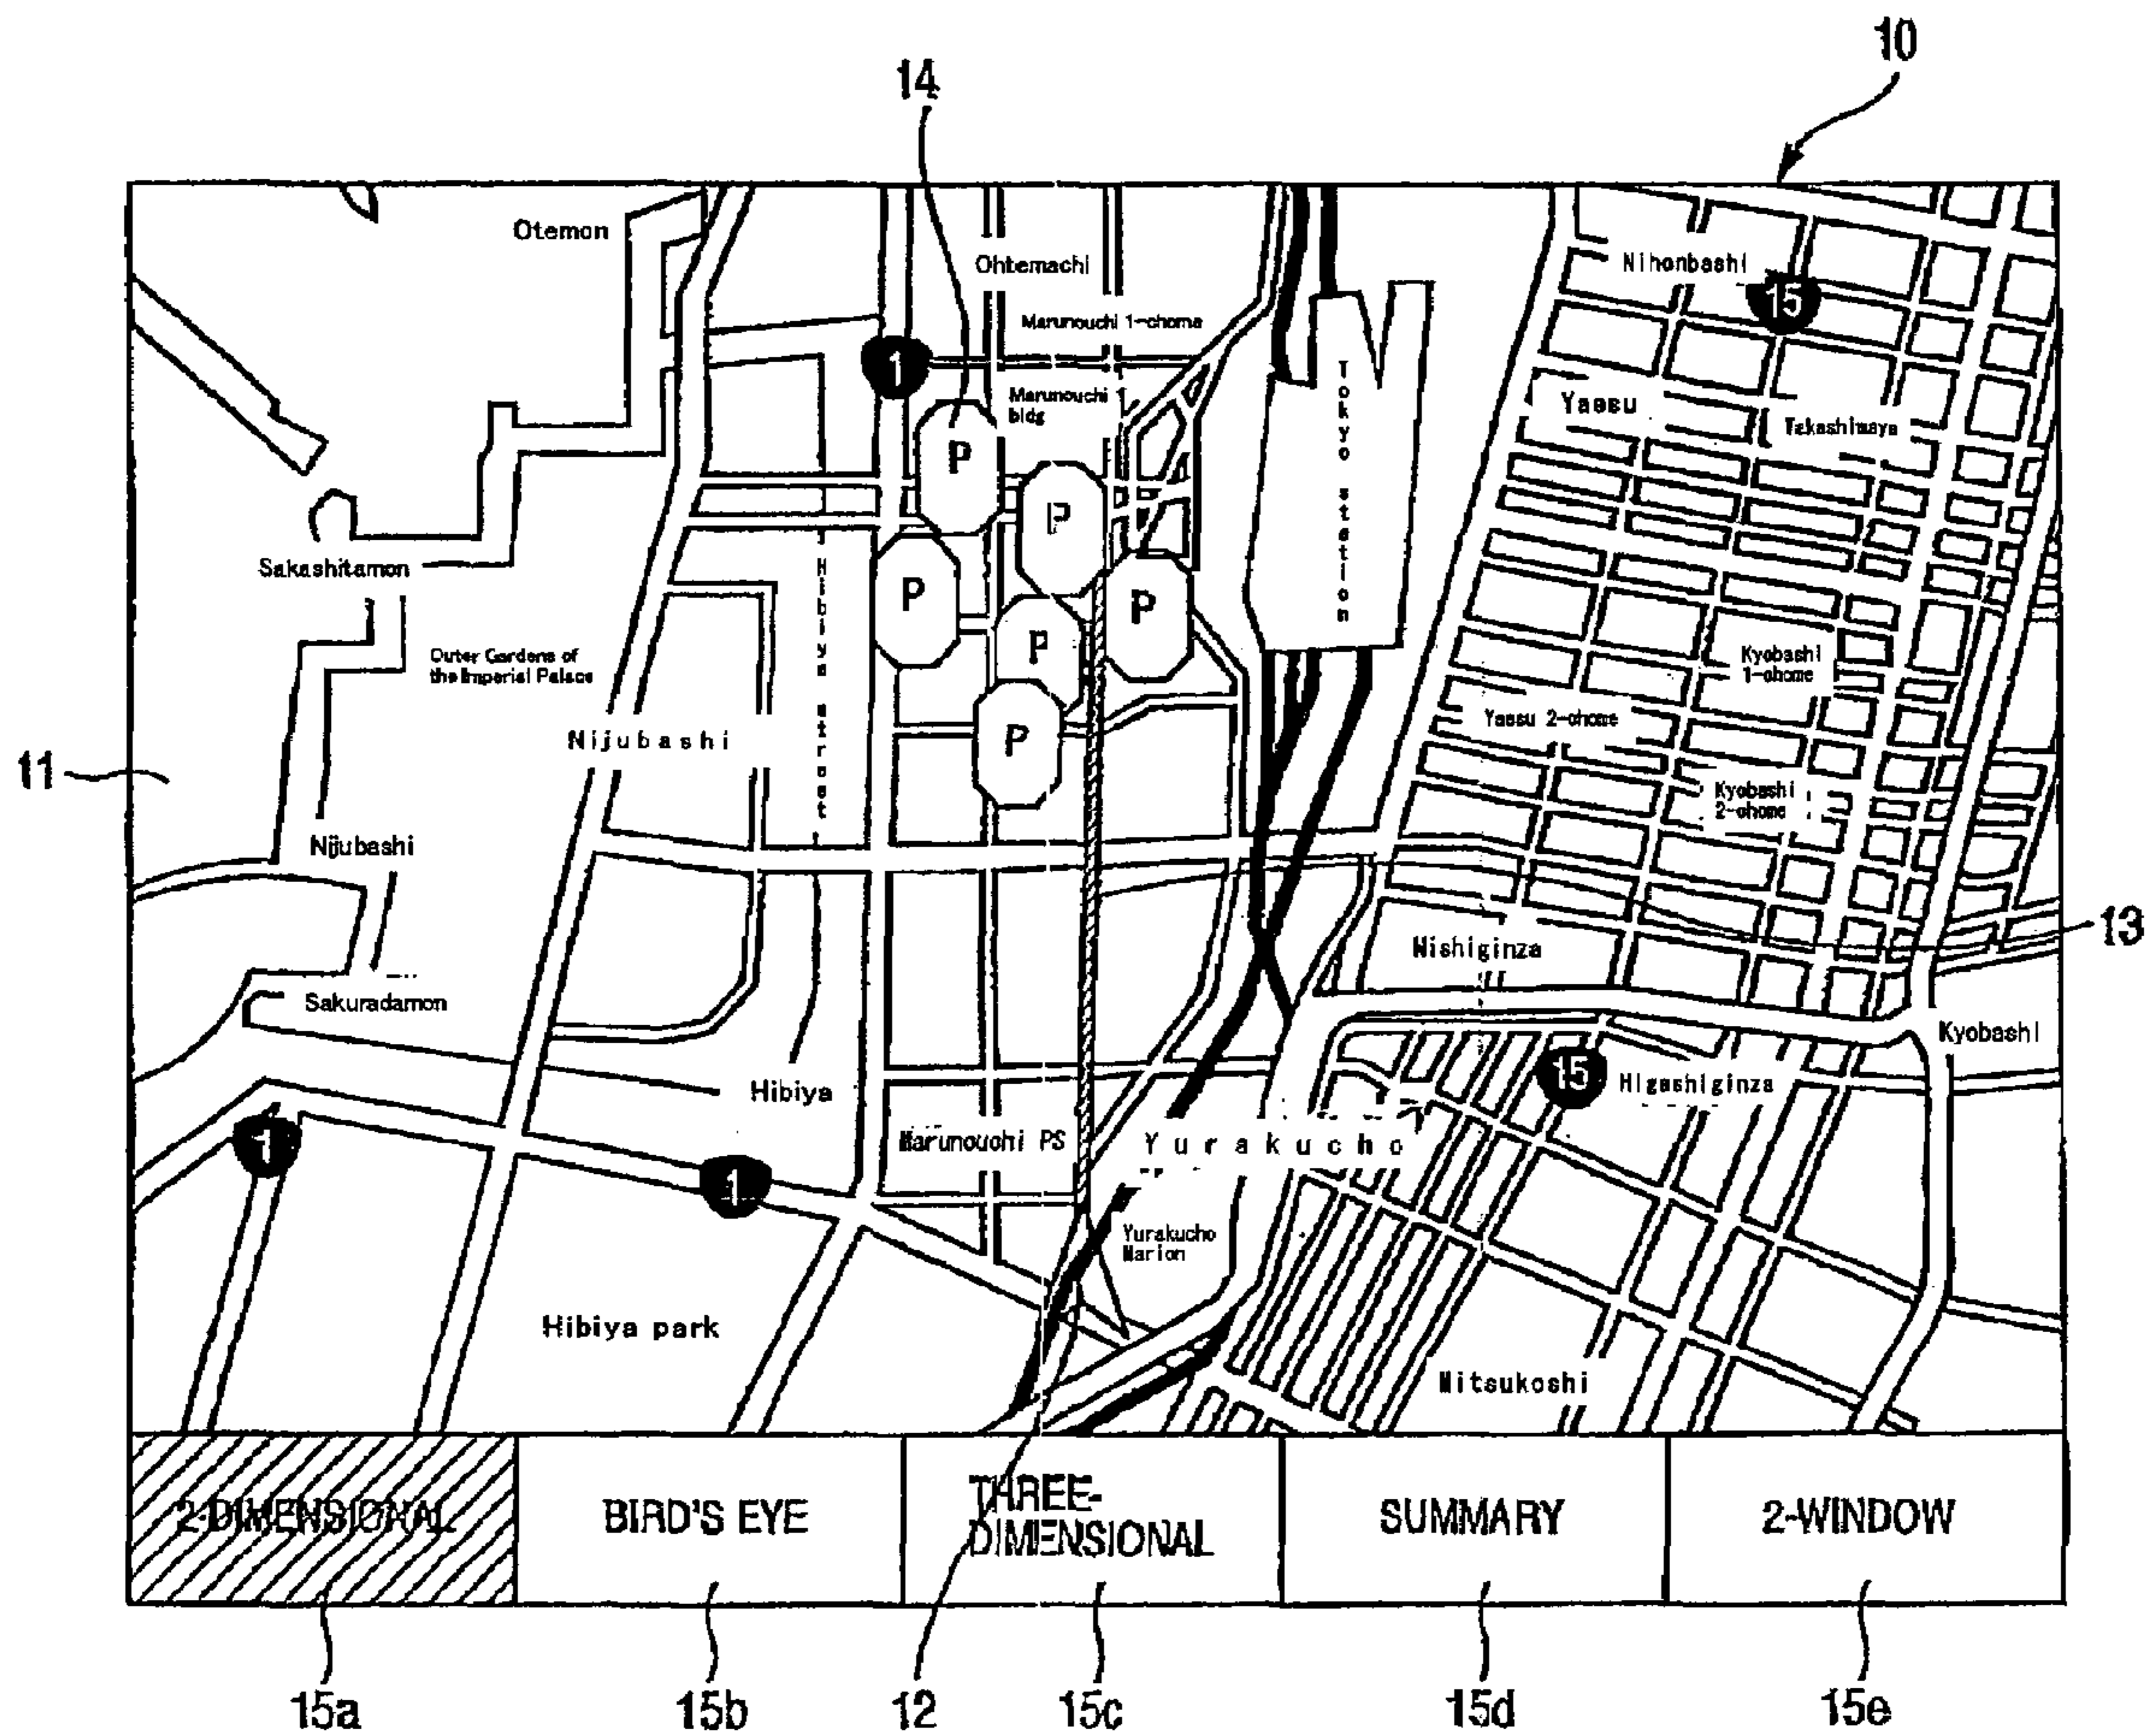 10
14
Otemon
Ohtemachi
Nihonbashi
15
Marunouchi 1-chome
1
Tokyo station
Marunouchi 1
bldg
Yaesu
Takashimaya
P
P
Sakashitamon
Hibiya street
P
P
P
Outer Gardens of
the Imperial Palace
Kyobashi
1-chome
Yaesu 2-chome
Nijubashi
P
11
Kyobashi
2-chome
Nijubashi
13
Nishiginza
Sakuradamon
Kyobashi
15
Higashiginza
Hibiya
1
Marunouchi PS
Yurakucho
1
Yurakucho
Marion
Hibiya park
Mitsukoshi
2-DIMENSIONAL
BIRD'S EYE
THREE-
DIMENSIONAL
SUMMARY
2-WINDOW
15a
15b
12
15c
15d
15e